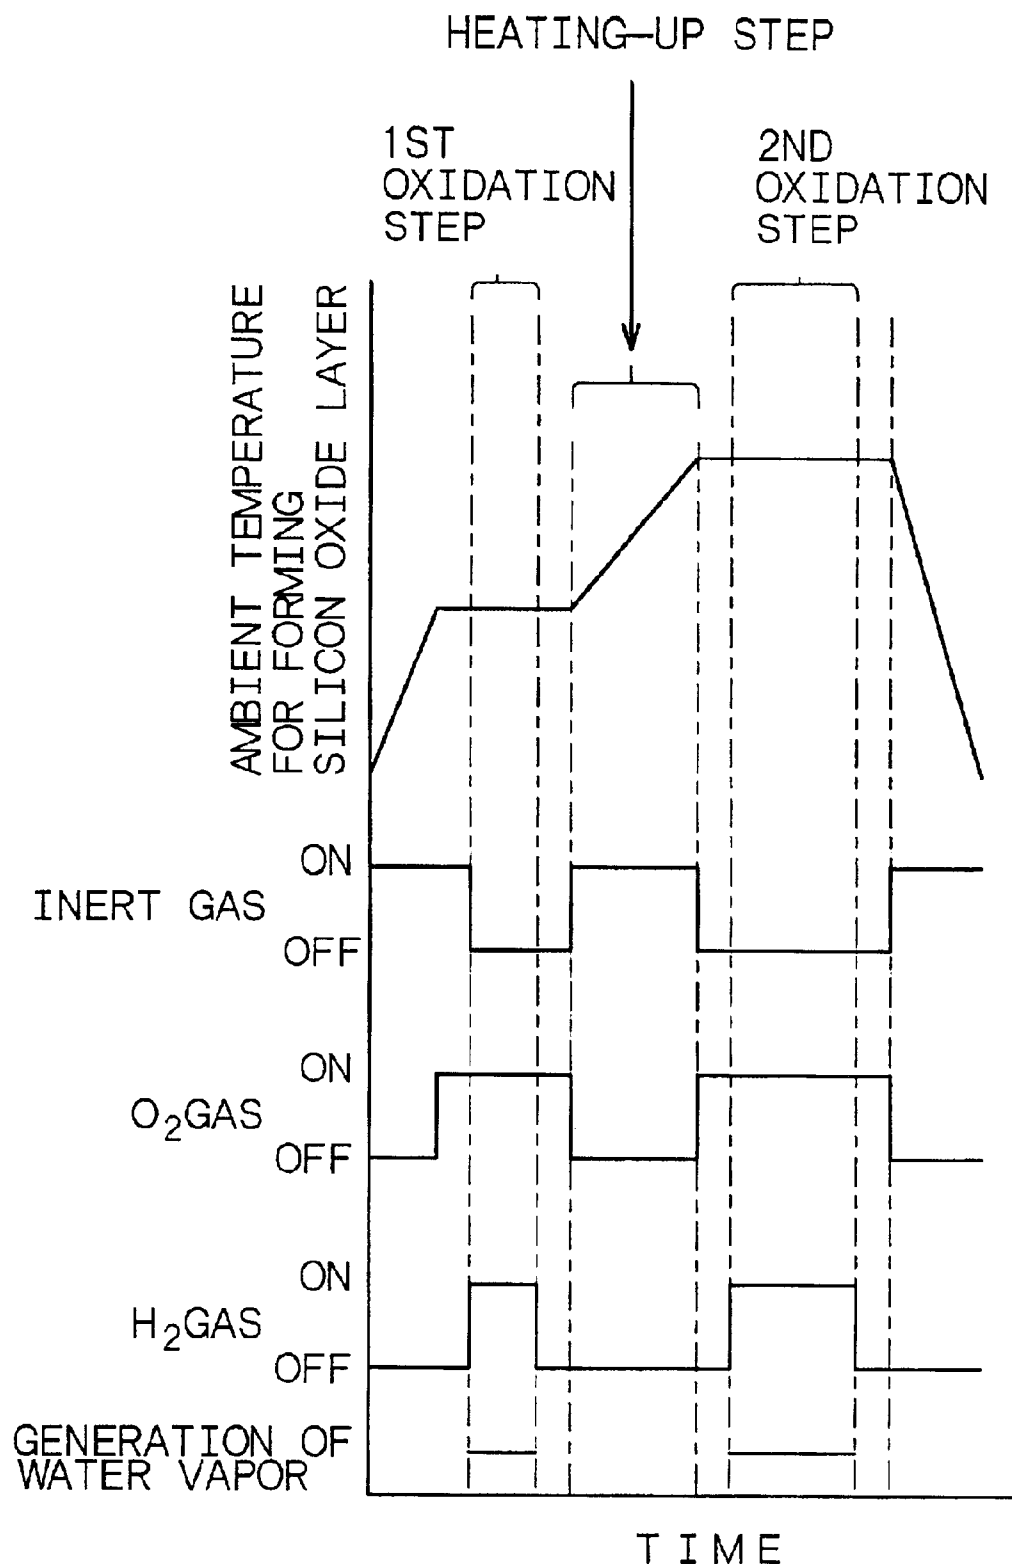 HEATING-UP STEP
1ST
OXIDATION
STEP
2ND
OXIDATION
STEP
AMBIENT TEMPERATURE
FOR FORMING
SILICON OXIDE LAYER
ON
INERT GAS
OFF
ON
O₂GAS
OFF
ON
H₂GAS
OFF
GENERATION OF
WATER VAPOR
TIME